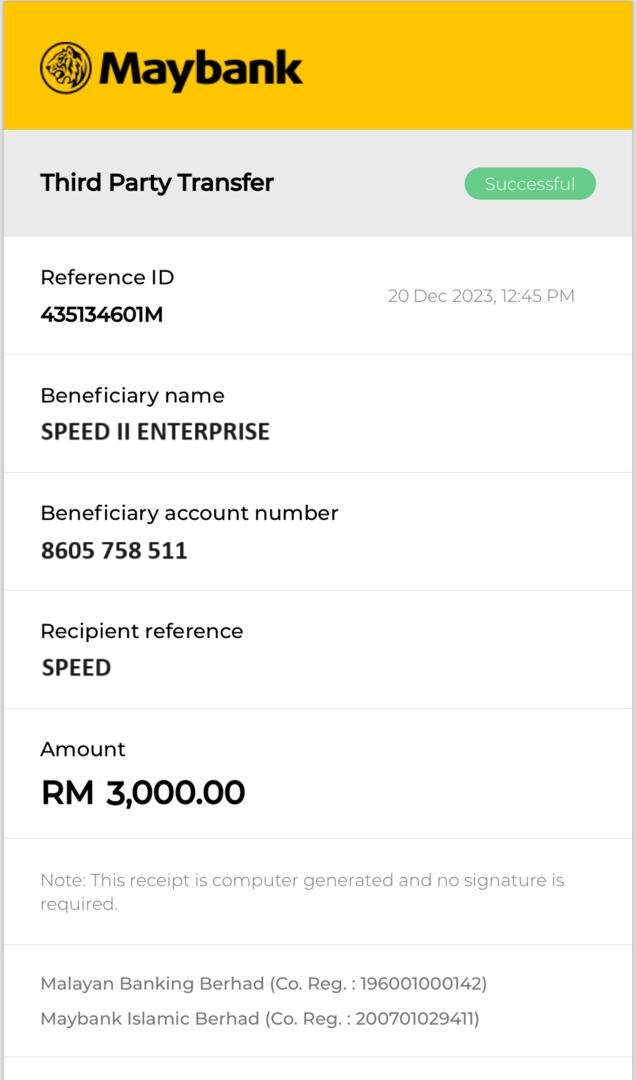 Maybank
Third Party Transfer
Successful
Reference ID
20 Dec 2023, 12:45 PM
435134601M
Beneficiary name
SPEED II ENTERPRISE
Beneficiary account number
8605 758 511
Recipient reference
SPEED
Amount
RM 3,000.00
Note: This receipt is computer generated and no signature is
required.
Malayan Banking Berhad (Co. Reg. : 196001000142)
Maybank Islamic Berhad (Co. Reg. : 200701029411)